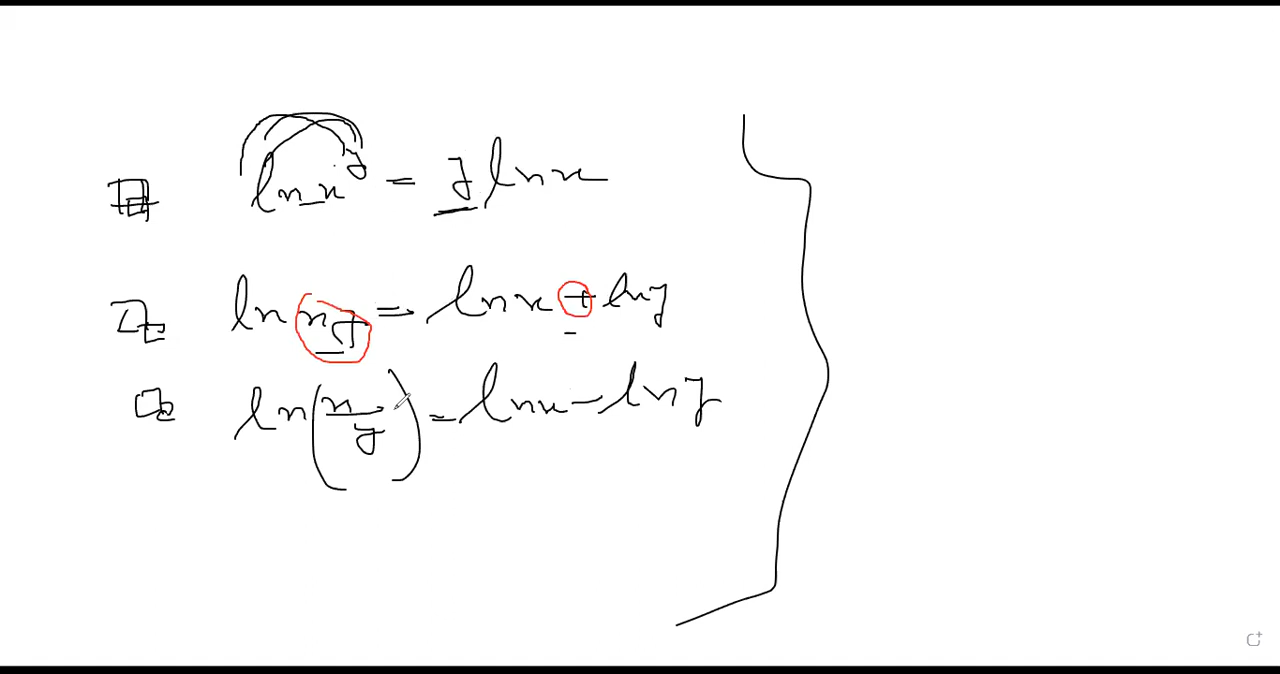 ln x^y = y ln x
ln xy = ln x + ln y
ln(x/y) = ln x - ln y